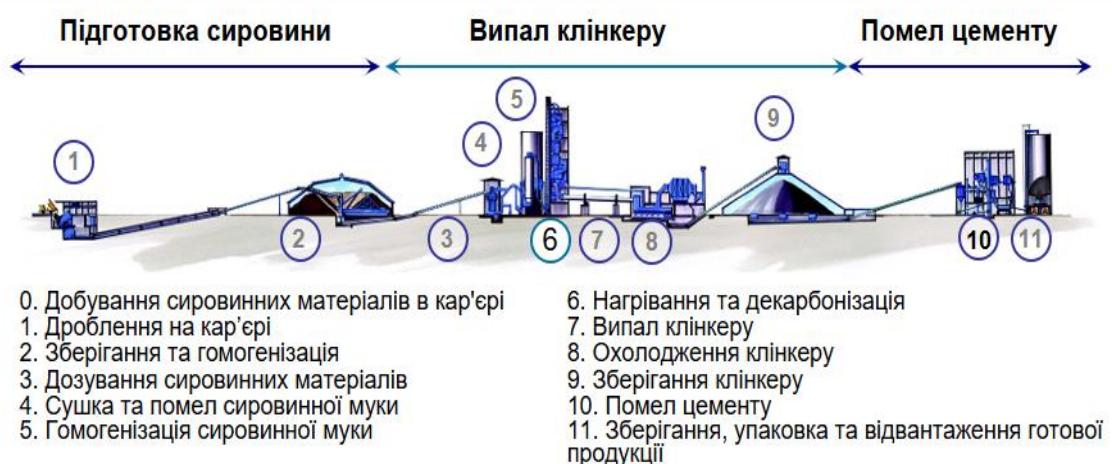 Підготовка сировини
Випал клінкеру
Помел цементу
1
2
3
4
5
6
7
8
9
10
11
0. Добування сировинних матеріалів в кар'єрі
1. Дроблення на кар’єрі
2. Зберігання та гомогенізація
3. Дозування сировинних матеріалів
4. Сушка та помел сировинної муки
5. Гомогенізація сировинної муки
6. Нагрівання та декарбонізація
7. Випал клінкеру
8. Охолодження клінкеру
9. Зберігання клінкеру
10. Помел цементу
11. Зберігання, упаковка та відвантаження готової
продукції